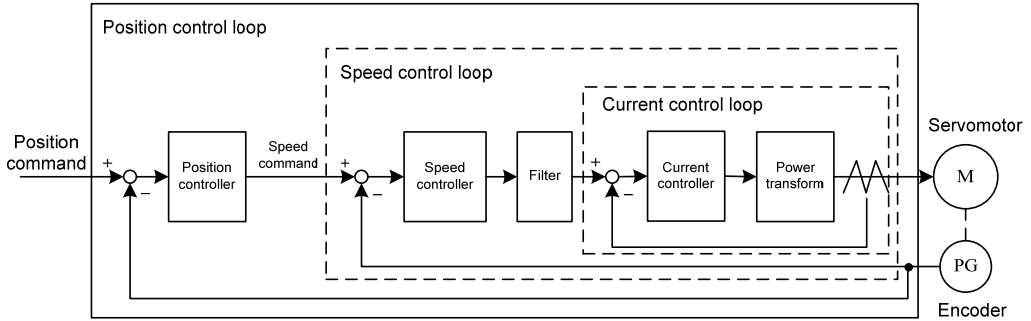 Position control loop
Speed control loop
Current control loop
Servomotor
Position
command
+
−
Position
controller
Speed
command
+
−
Speed
controller
Filter
+
−
Current
controller
Power
transform
M
PG
Encoder